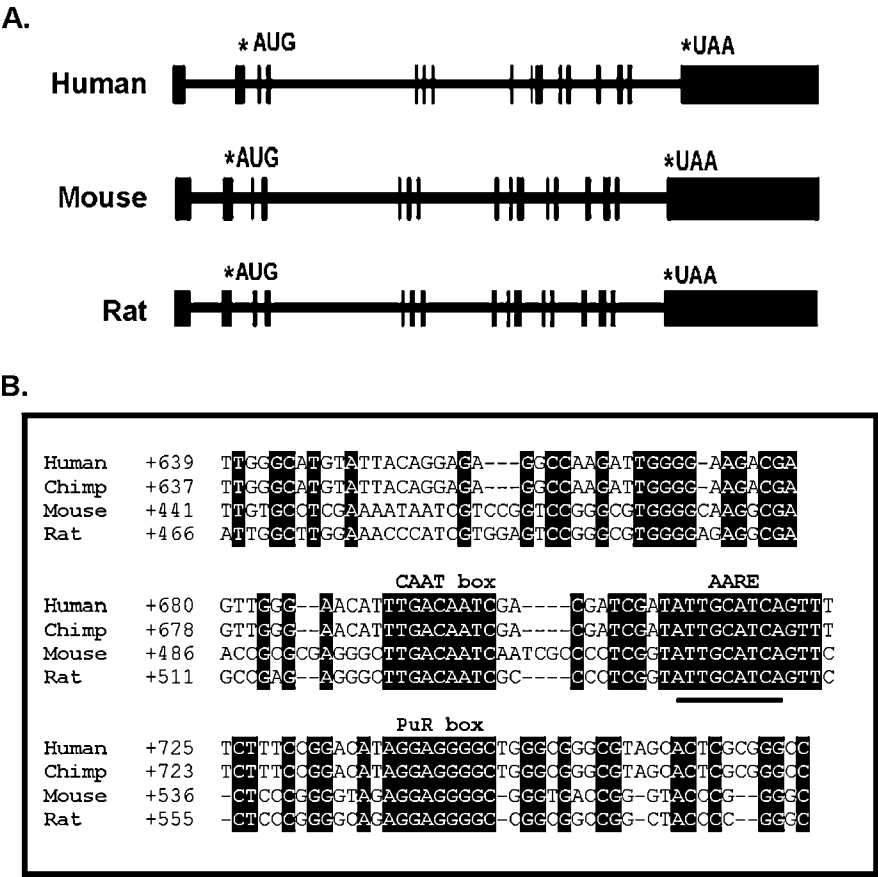 A.
*AUG *UAA
Human
*AUG *UAA
Mouse
*AUG *UAA
Rat
B.
Human +639 TTGGGCATGTATTACAGGAGA---GGCCAAGATTGGGG-AAGACGA
Chimp +637 TTGGGCATGTATTACAGGAGA---GGCCAAGATTGGGG-AAGACGA
Mouse +441 TTGTGCCTCGAAAATAATCGTCCGGTCCGGGCGTGGGGCAAGGCGA
Rat +466 ATTGGCTTGGAAACCCATCGTGGAGTCCGGGCGTGGGGAGAGGCGA
CAAT box AARE
Human +680 GTTGGG--AACATTTGACAATCGA----CGATCGATATTGCATCAGTTT
Chimp +678 GTTGGG--AACATTTGACAATCGA----CGATCGATATTGCATCAGTTT
Mouse +486 ACCGCGCGAGGGCTTGACAATCAATCGCCCCTCGGTATTGCATCAGTTC
Rat +511 GCCGAG--AGGGCTTGACAATCGC----CCCTCGGTATTGCATCAGTTC
PuR box
Human +725 TCTTTCCGGACATAGGAGGGGCTGGGCGGGCGTAGCACTCGCGGGCC
Chimp +723 TCTTTCCGGACATAGGAGGGGCTGGGCGGGCGTAGCACTCGCGGGCC
Mouse +536 -CTCCCGGGGTAGAGGAGGGGC-GGGTGACCGG-GTACCCG--GGGC
Rat +555 -CTCCCGGGGCAGAGGAGGGGC-CGGCGGCCGG-CTACCCC--GGGC